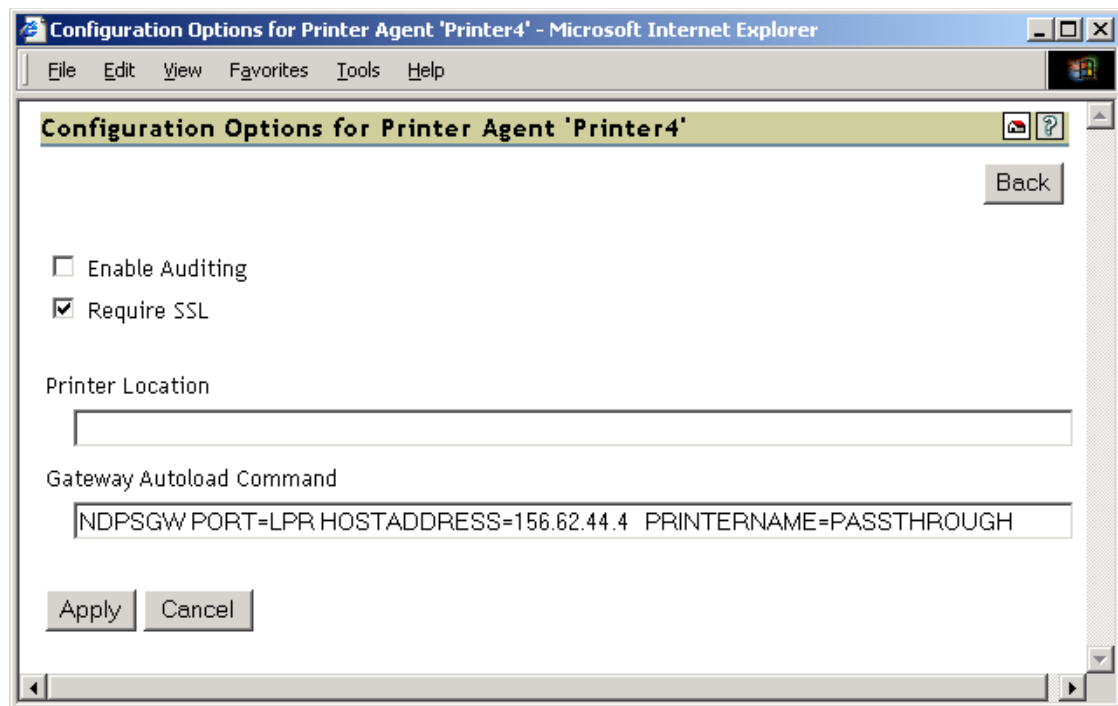 Configuration Options for Printer Agent 'Printer4' - Microsoft Internet Explorer
File Edit View Favorites Tools Help
Configuration Options for Printer Agent 'Printer4'
Back
Enable Auditing
Require SSL
Printer Location
Gateway Autoload Command
NDPSGW PORT=LPR HOSTADDRESS=156.62.44.4 PRINTERNAME=PASSTHROUGH
Apply Cancel